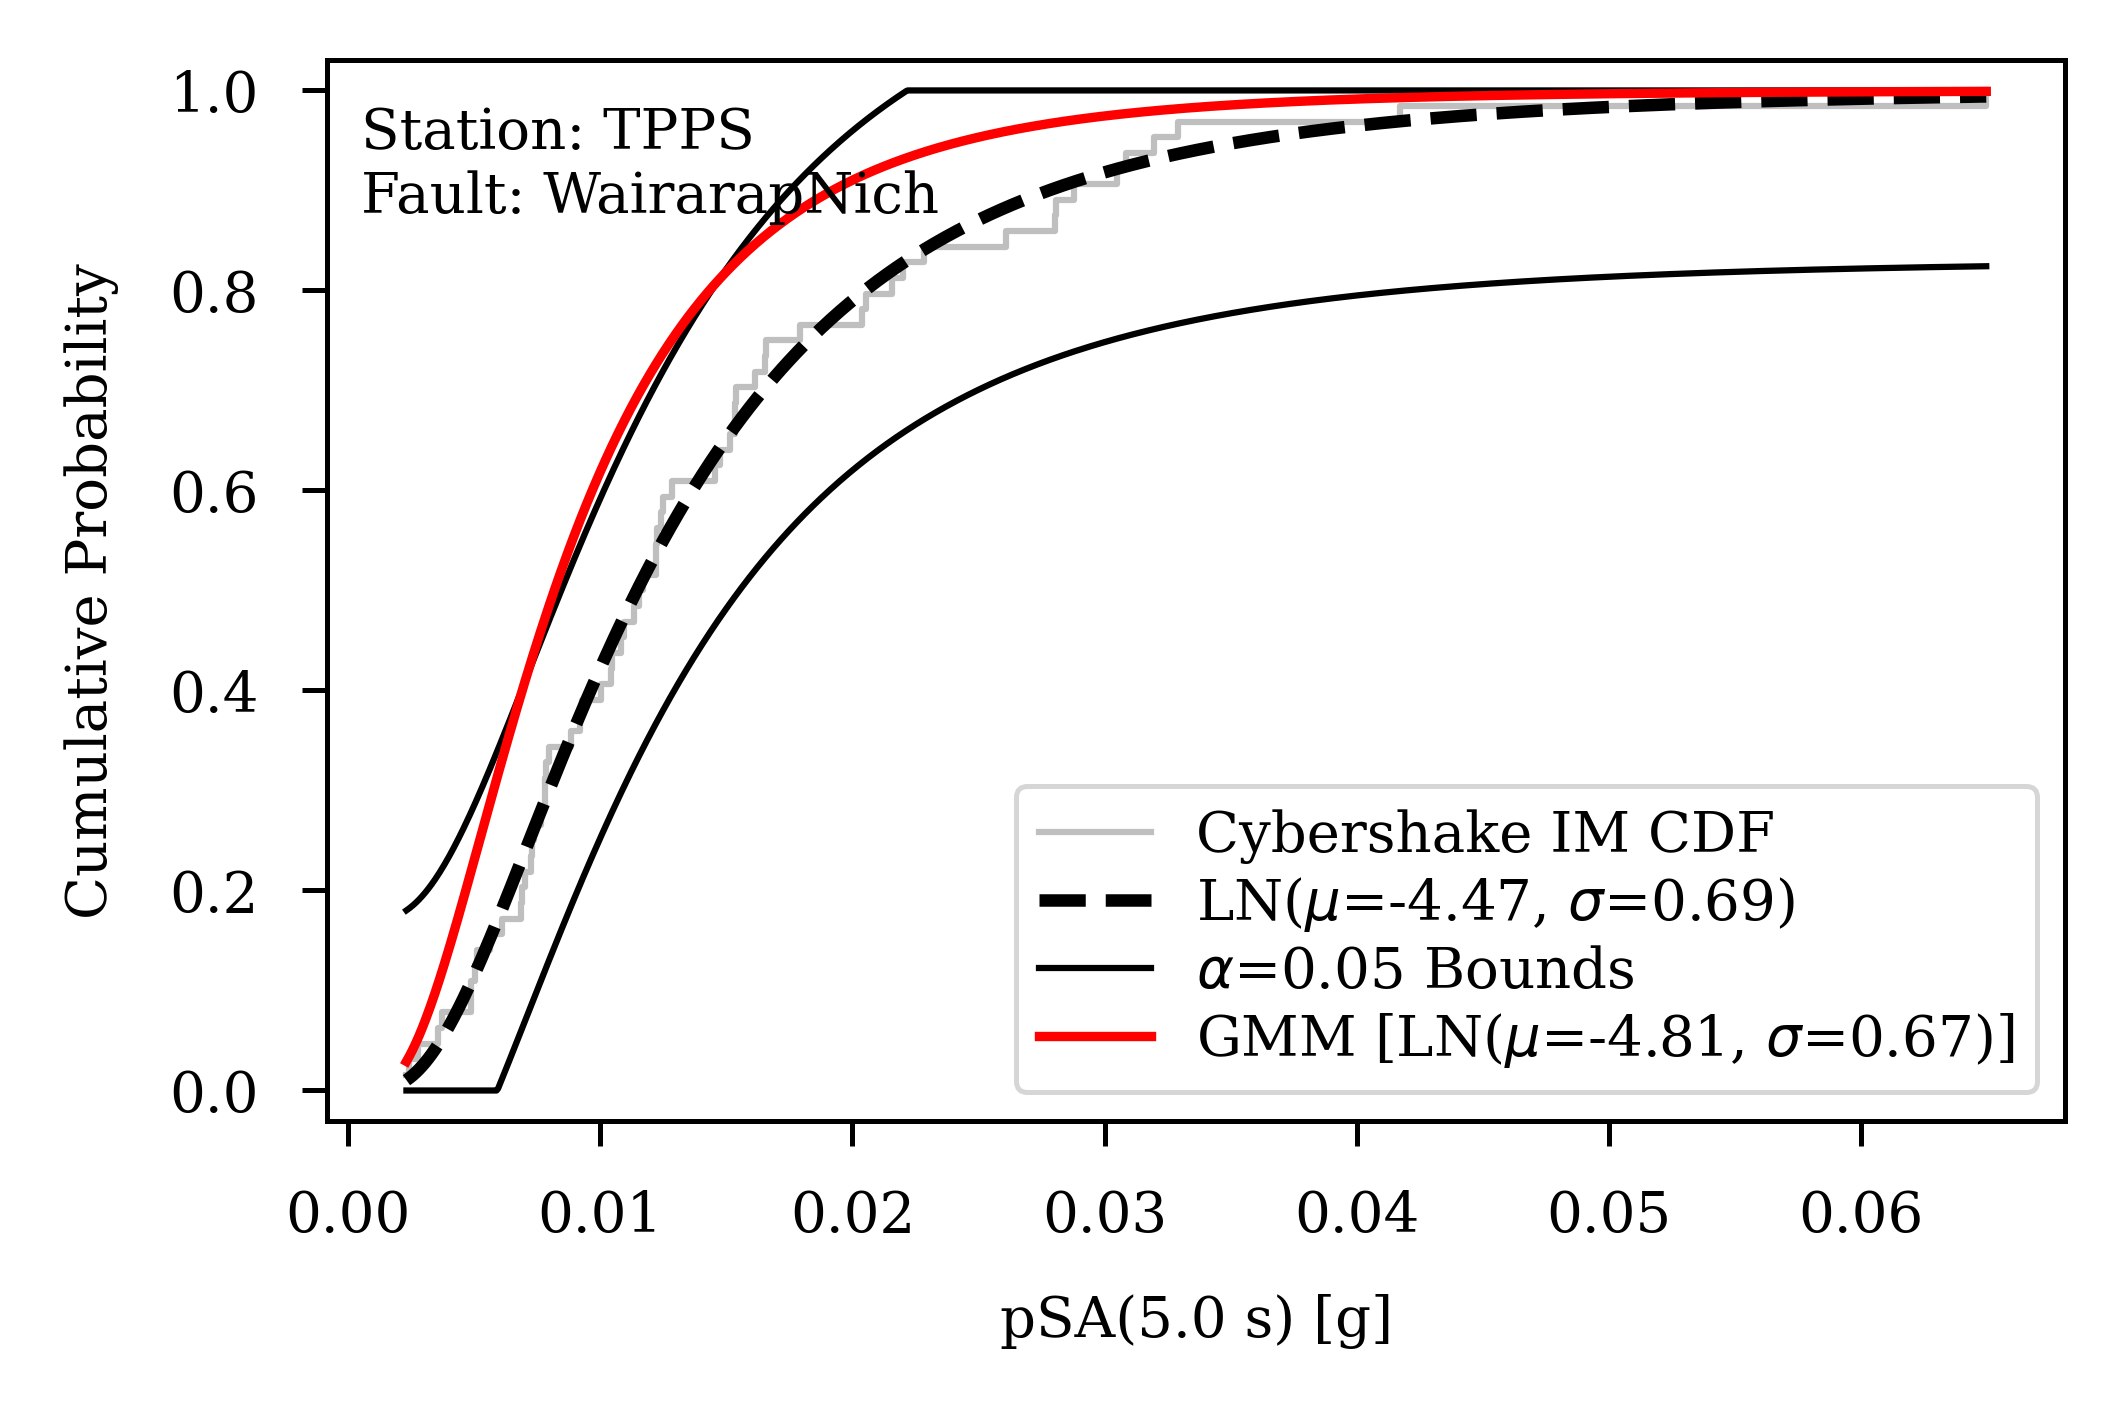 Station: TPPS
Fault: WairarapNich
Cumulative Probability
1.0
0.8
0.6
0.4
0.2
0.0
Cybershake IM CDF
LN(μ=-4.47, σ=0.69)
α=0.05 Bounds
GMM [LN(μ=-4.81, σ=0.67)]
0.00 0.01 0.02 0.03 0.04 0.05 0.06
pSA(5.0 s) [g]